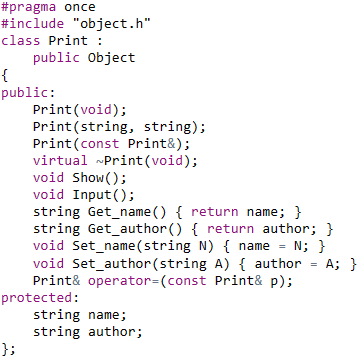 #pragma once
#include "object.h"
class Print :
    public Object
{
public:
    Print(void);
    Print(string, string);
    Print(const Print&);
    virtual ~Print(void);
    void Show();
    void Input();
    string Get_name() { return name; }
    string Get_author() { return author; }
    void Set_name(string N) { name = N; }
    void Set_author(string A) { author = A; }
    Print& operator=(const Print& p);
protected:
    string name;
    string author;
};